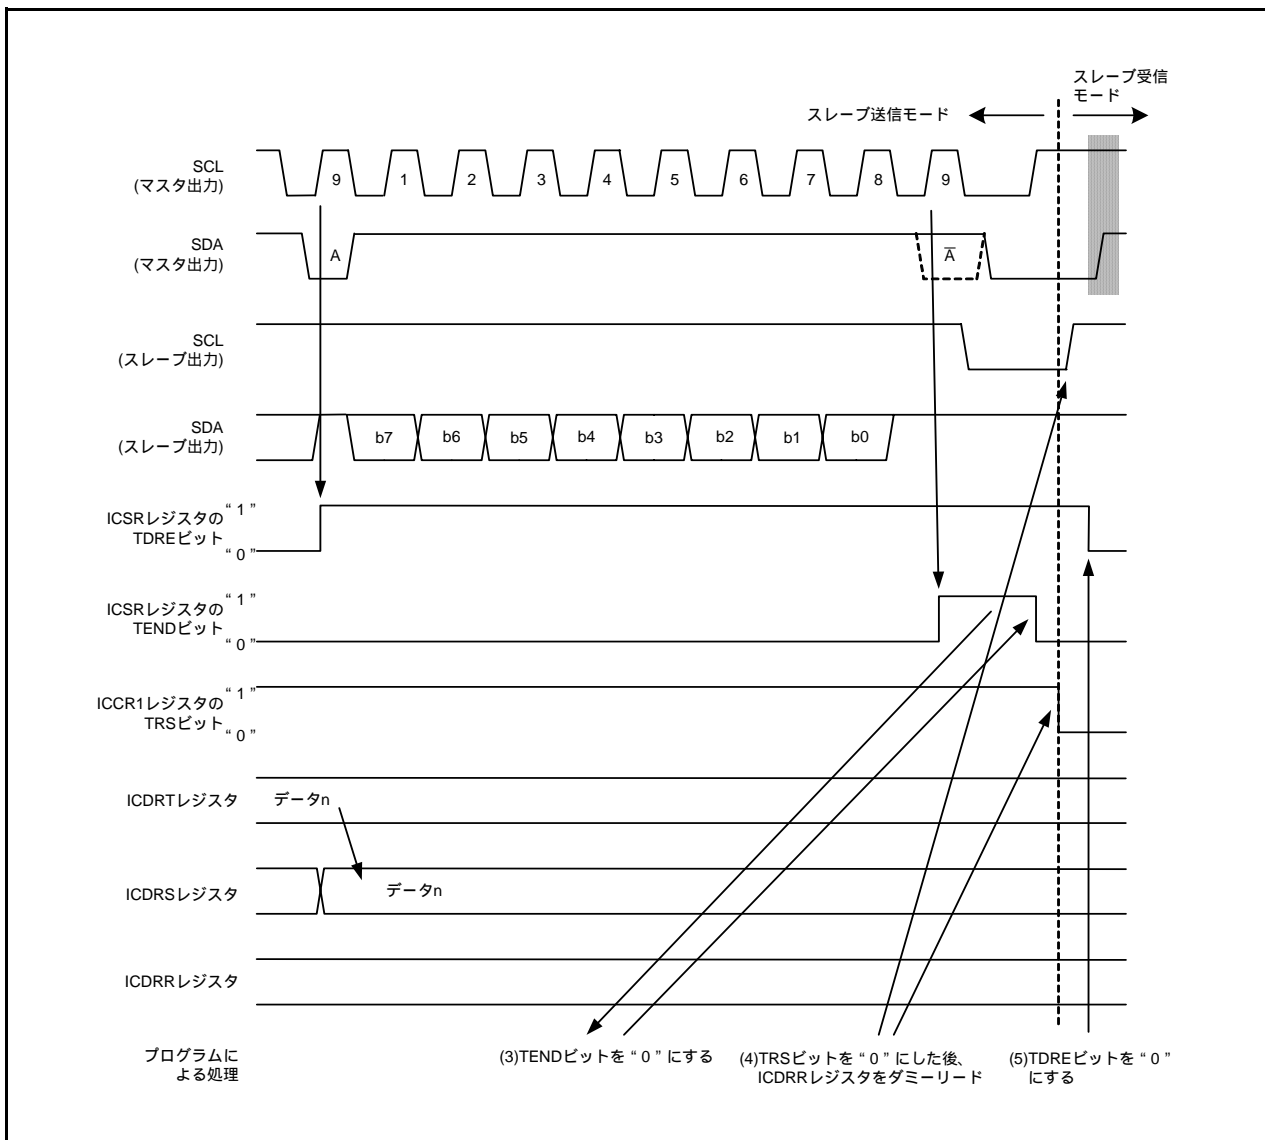 スレーブ受信
モード
スレーブ送信モード
SCL
(マスタ出力)
9 1 2 3 4 5 6 7 8 9
SDA
(マスタ出力)
A A̅
SCL
(スレーブ出力)
SDA
(スレーブ出力)
b7 b6 b5 b4 b3 b2 b1 b0
ICSRレジスタの
TDREビット
“ 1 ”
“ 0 ”
ICSRレジスタの
TENDビット
“ 1 ”
“ 0 ”
ICCR1レジスタの
TRSビット
“ 1 ”
“ 0 ”
ICDRTレジスタ データn
ICDRSレジスタ データn
ICDRRレジスタ
プログラムに
よる処理
(3)TENDビットを “ 0 ” にする
(4)TRSビットを “ 0 ” にした後、
ICDRRレジスタをダミーリード
(5)TDREビットを “ 0 ”
にする